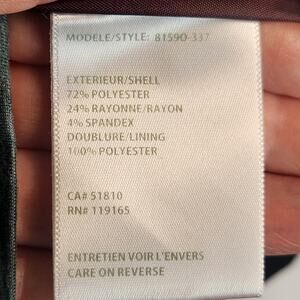 MODELE/STYLE: 81590-337
EXTERIEUR/SHELL
72% POLYESTER
24% RAYONNE/RAYON
4% SPANDEX
DOUBLURE/LINING
100% POLYESTER
CA# 51810
RN# 119165
ENTRETIEN VOIR L'ENVERS
CARE ON REVERSE